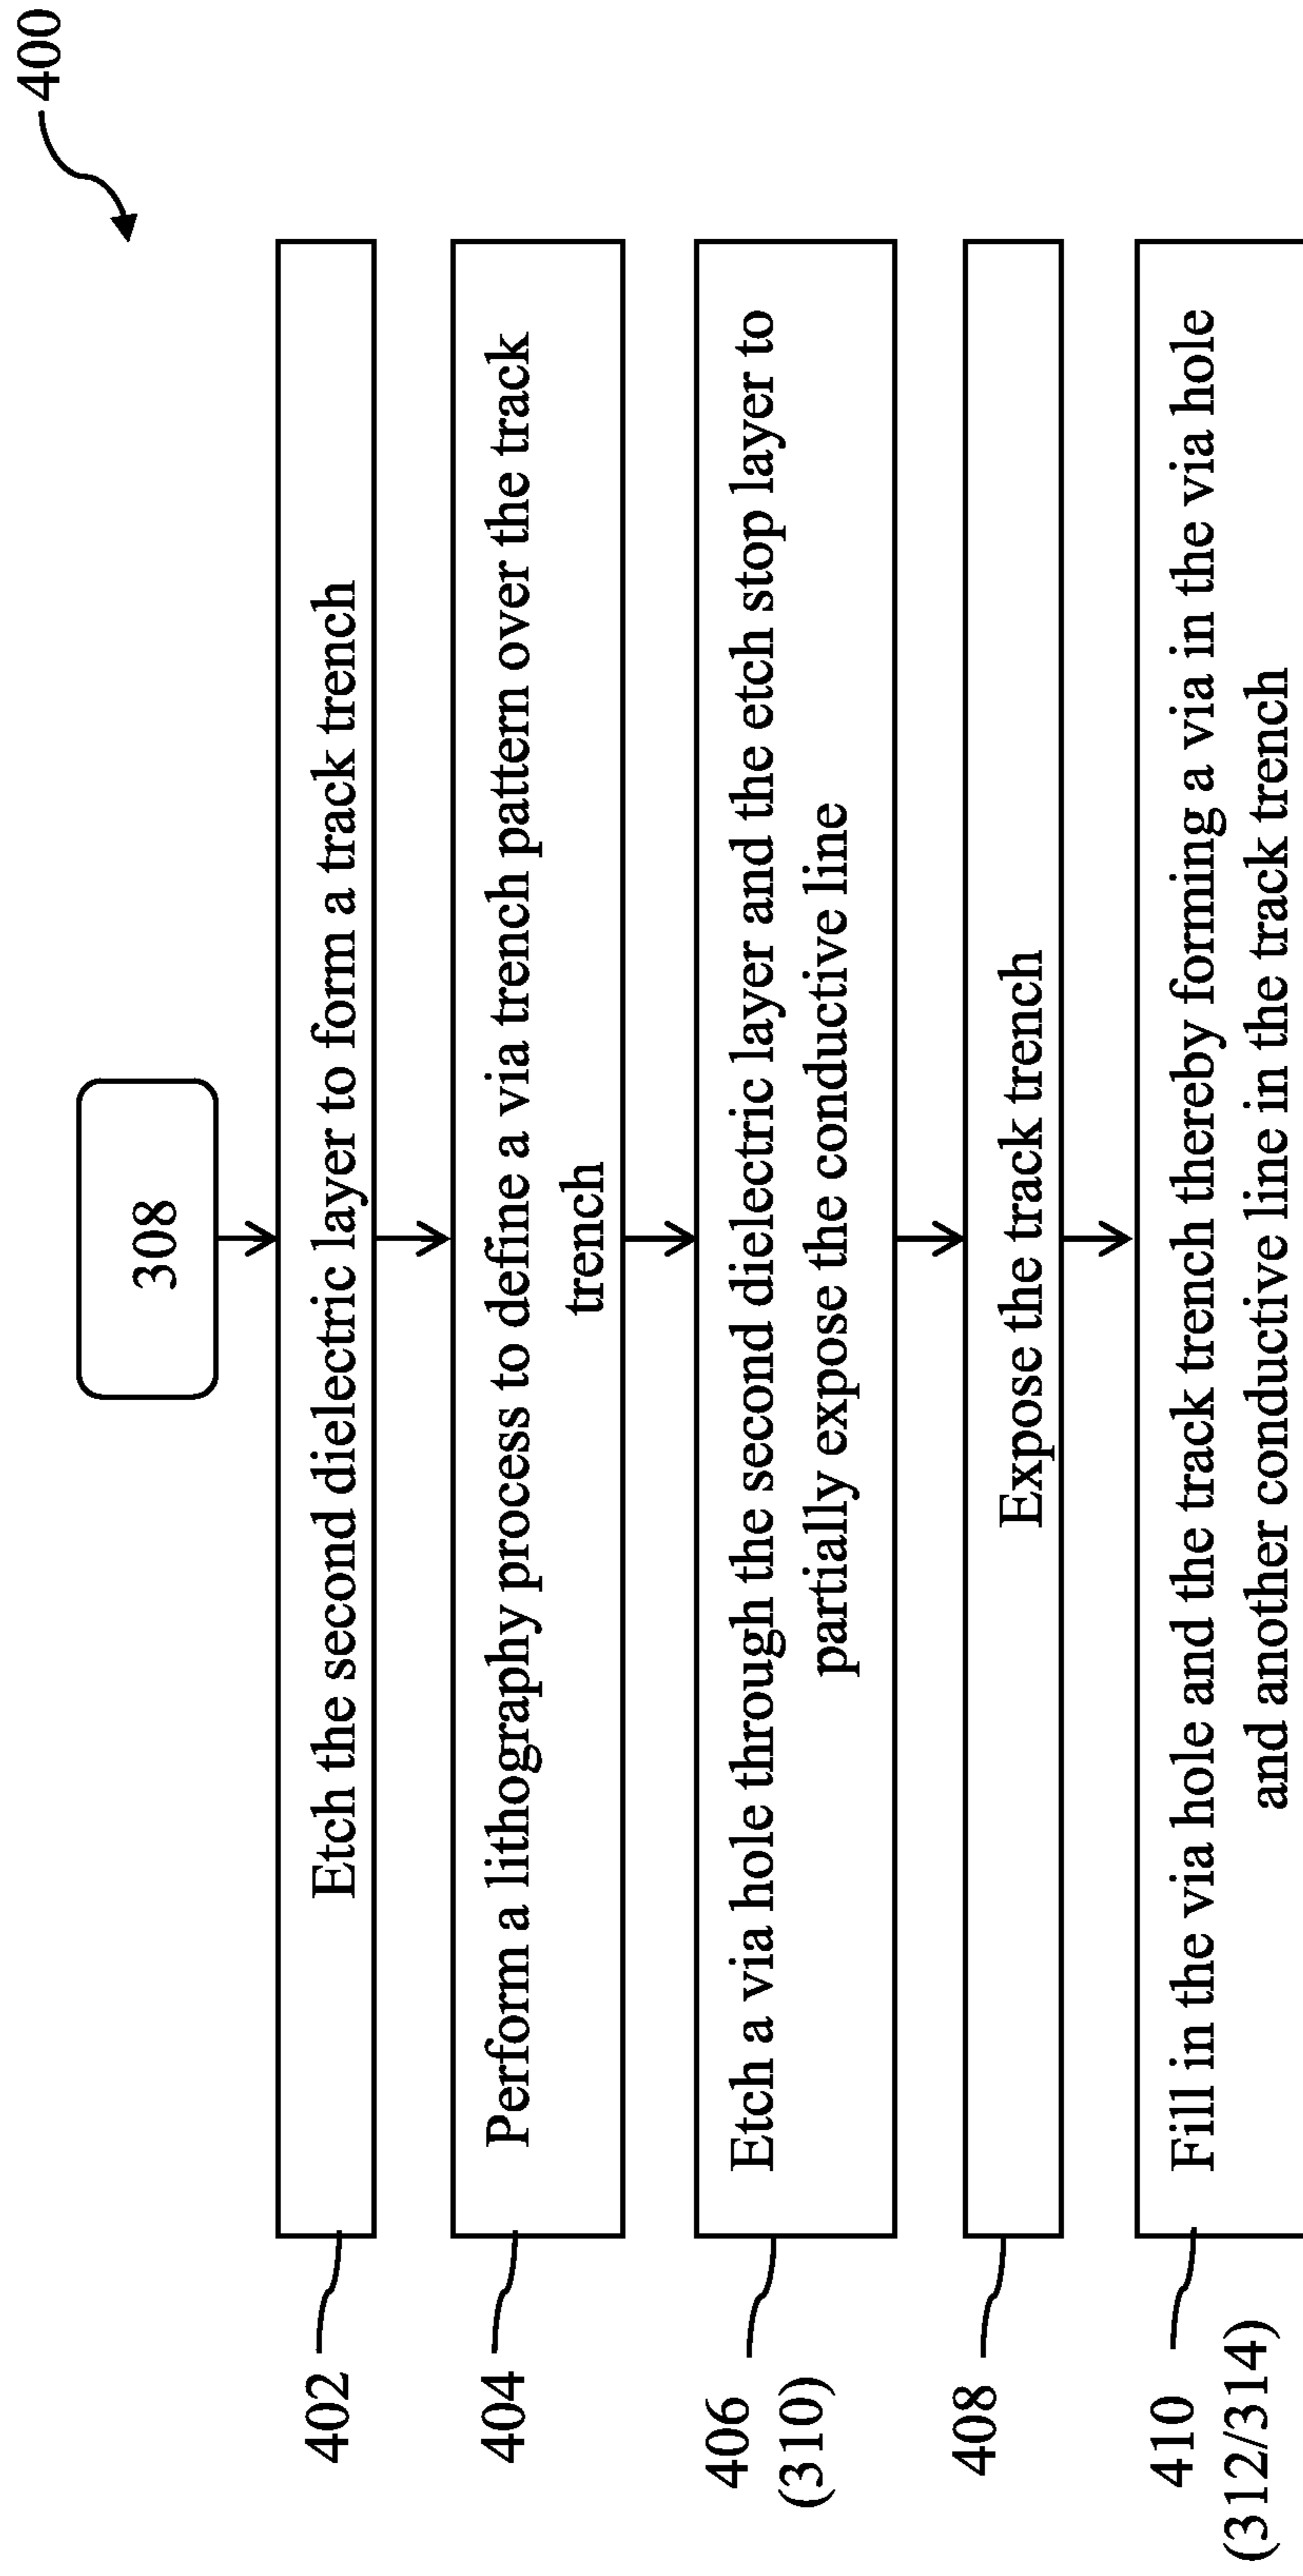 400
308
402
Etch the second dielectric layer to form a track trench
404
Perform a lithography process to define a via trench pattern over the track
trench
406
(310)
Etch a via hole through the second dielectric layer and the etch stop layer to
partially expose the conductive line
408
Expose the track trench
410
(312/314)
Fill in the via hole and the track trench thereby forming a via in the via hole
and another conductive line in the track trench